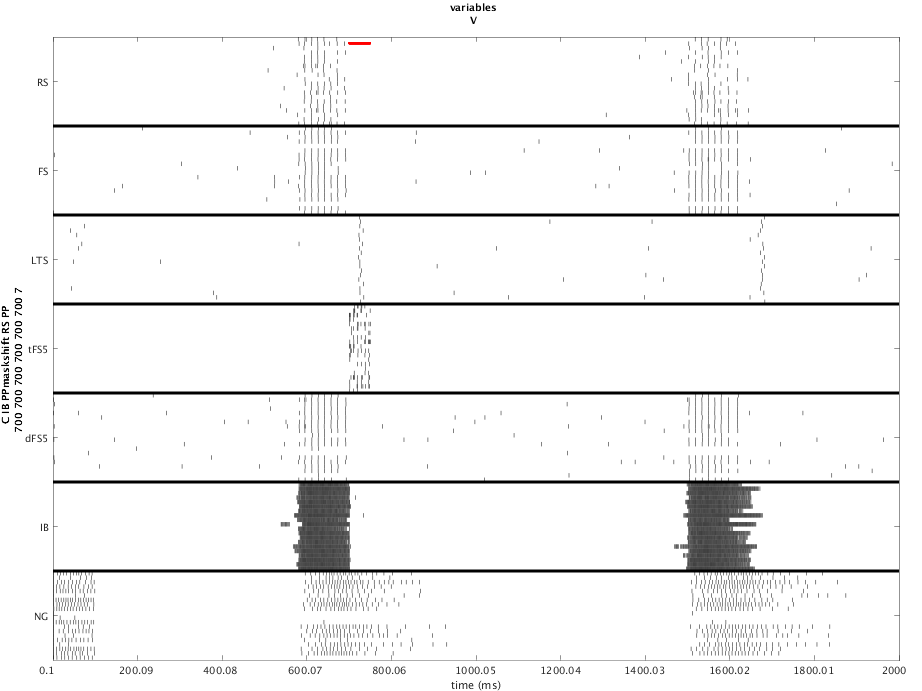 variables
V
RS
FS
LTS
tFS5
dFS5
IB
NG
C IB PPmaskshift RS PP
700 700 700 700 700 700 7
0.1 200.09 400.08 600.07 800.06 1000.05 1200.04 1400.03 1600.02 1800.01 2000
time (ms)